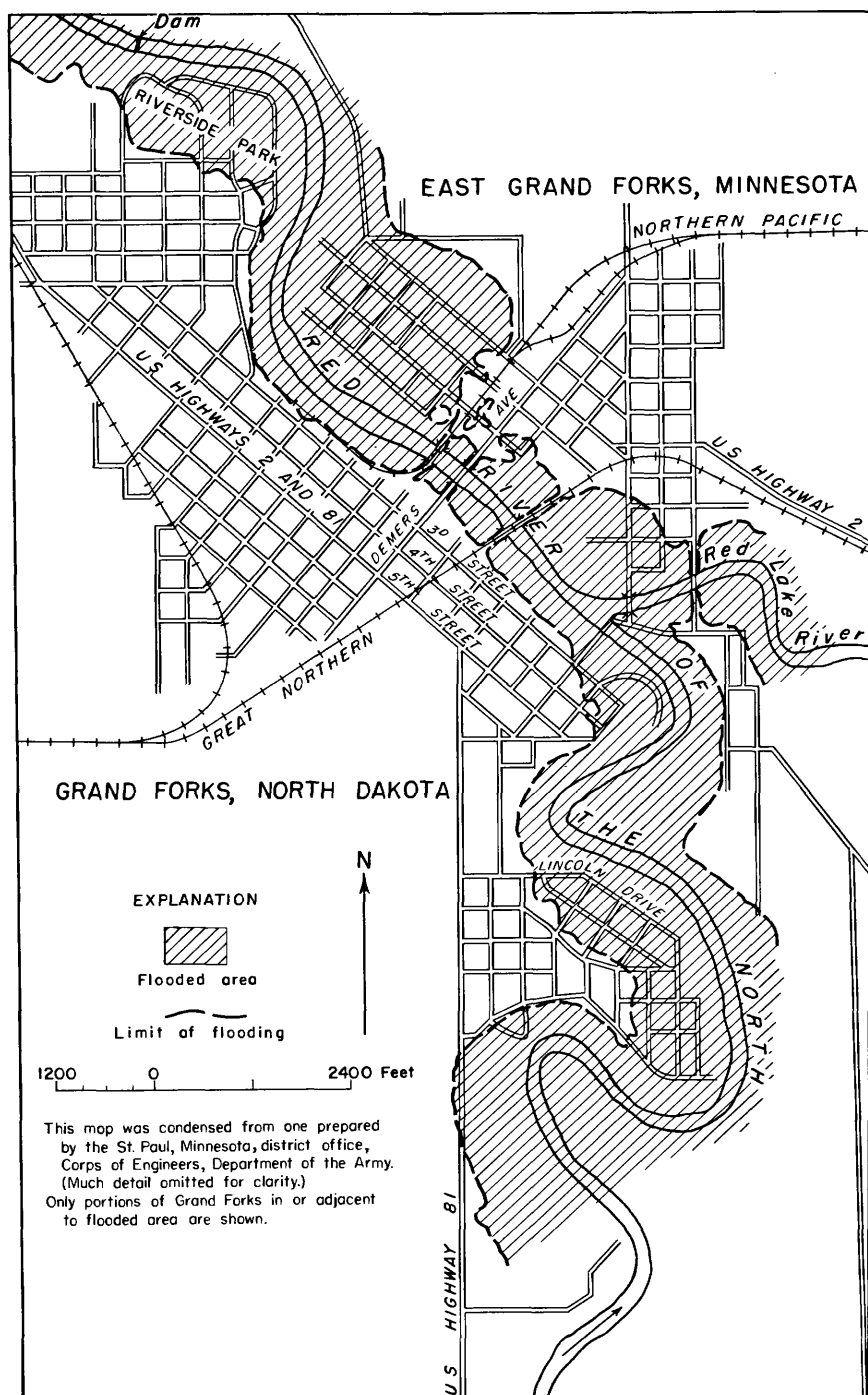 Dam
RIVERSIDE PARK
EAST GRAND FORKS, MINNESOTA
NORTHERN PACIFIC
RED
RIVER
OF
THE
NORTH
AVE
US HIGHWAYS 2 AND 81
DEMERS
3D STREET
4TH STREET
5TH STREET
US HIGHWAY 2
Red Lake River
GREAT NORTHERN
GRAND FORKS, NORTH DAKOTA
LINCOLN DRIVE
N
EXPLANATION
Flooded area
Limit of flooding
1200 0 2400 Feet
This mop was condensed from one prepared
by the St. Paul, Minnesota, district office,
Corps of Engineers, Department of the Army.
(Much detail omitted for clarity.)
Only portions of Grand Forks in or adjacent
to flooded area are shown.
US HIGHWAY 81